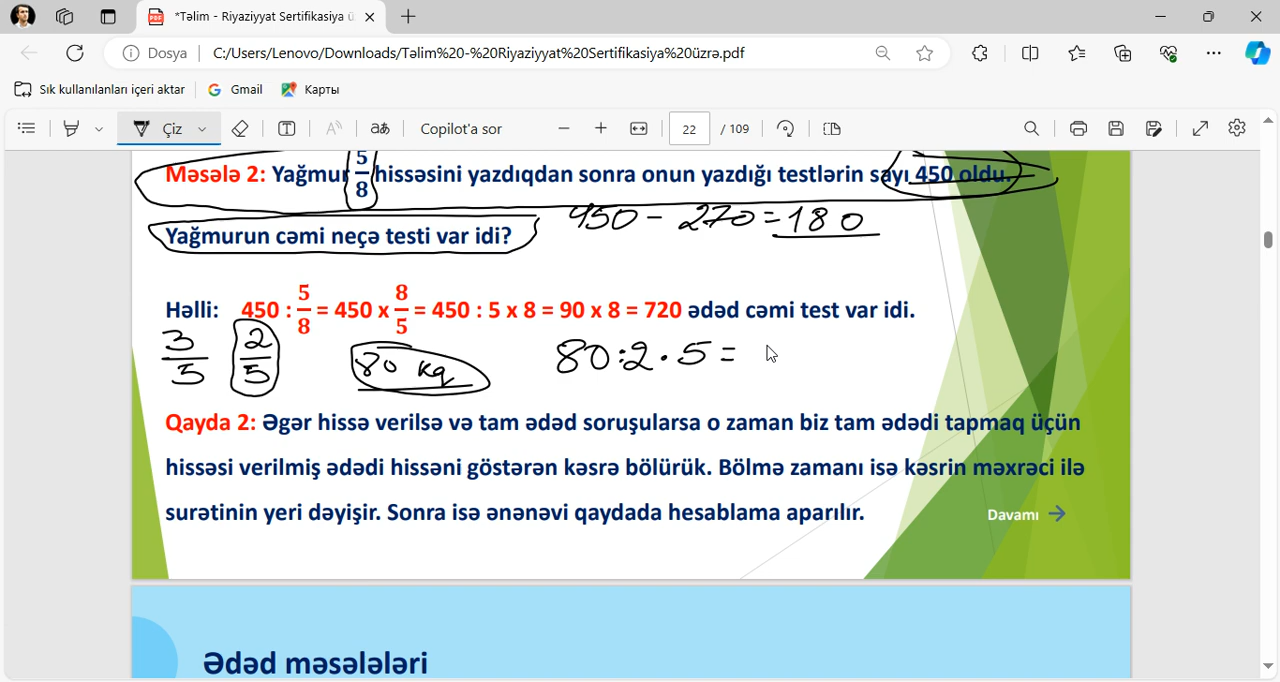 *Təlim - Riyaziyyat Sertifikasiya ü
Dosya C:/Users/Lenovo/Downloads/Təlim%20-%20Riyaziyyat%20Sertifikasiya%20üzrə.pdf
Sık kullanılanları içeri aktar Gmail Карты
Çiz Copilot'a sor 22 / 109
Məsələ 2: Yağmur 5/8 hissəsini yazdıqdan sonra onun yazdığı testlərin sayı 450 oldu.
450 - 270 = 180
Yağmurun cəmi neçə testi var idi?
Həlli: 450 : 5/8 = 450 x 8/5 = 450 : 5 x 8 = 90 x 8 = 720 ədəd cəmi test var idi.
3/5 2/5 80 kg 80:2·5=
Qayda 2: Əgər hissə verilsə və tam ədəd soruşularsa o zaman biz tam ədədi tapmaq üçün
hissəsi verilmiş ədədi hissəni göstərən kəsrə bölürük. Bölmə zamanı isə kəsrin məxrəci ilə
surətinin yeri dəyişir. Sonra isə ənənəvi qaydada hesablama aparılır.
Davamı
Ədəd məsələləri